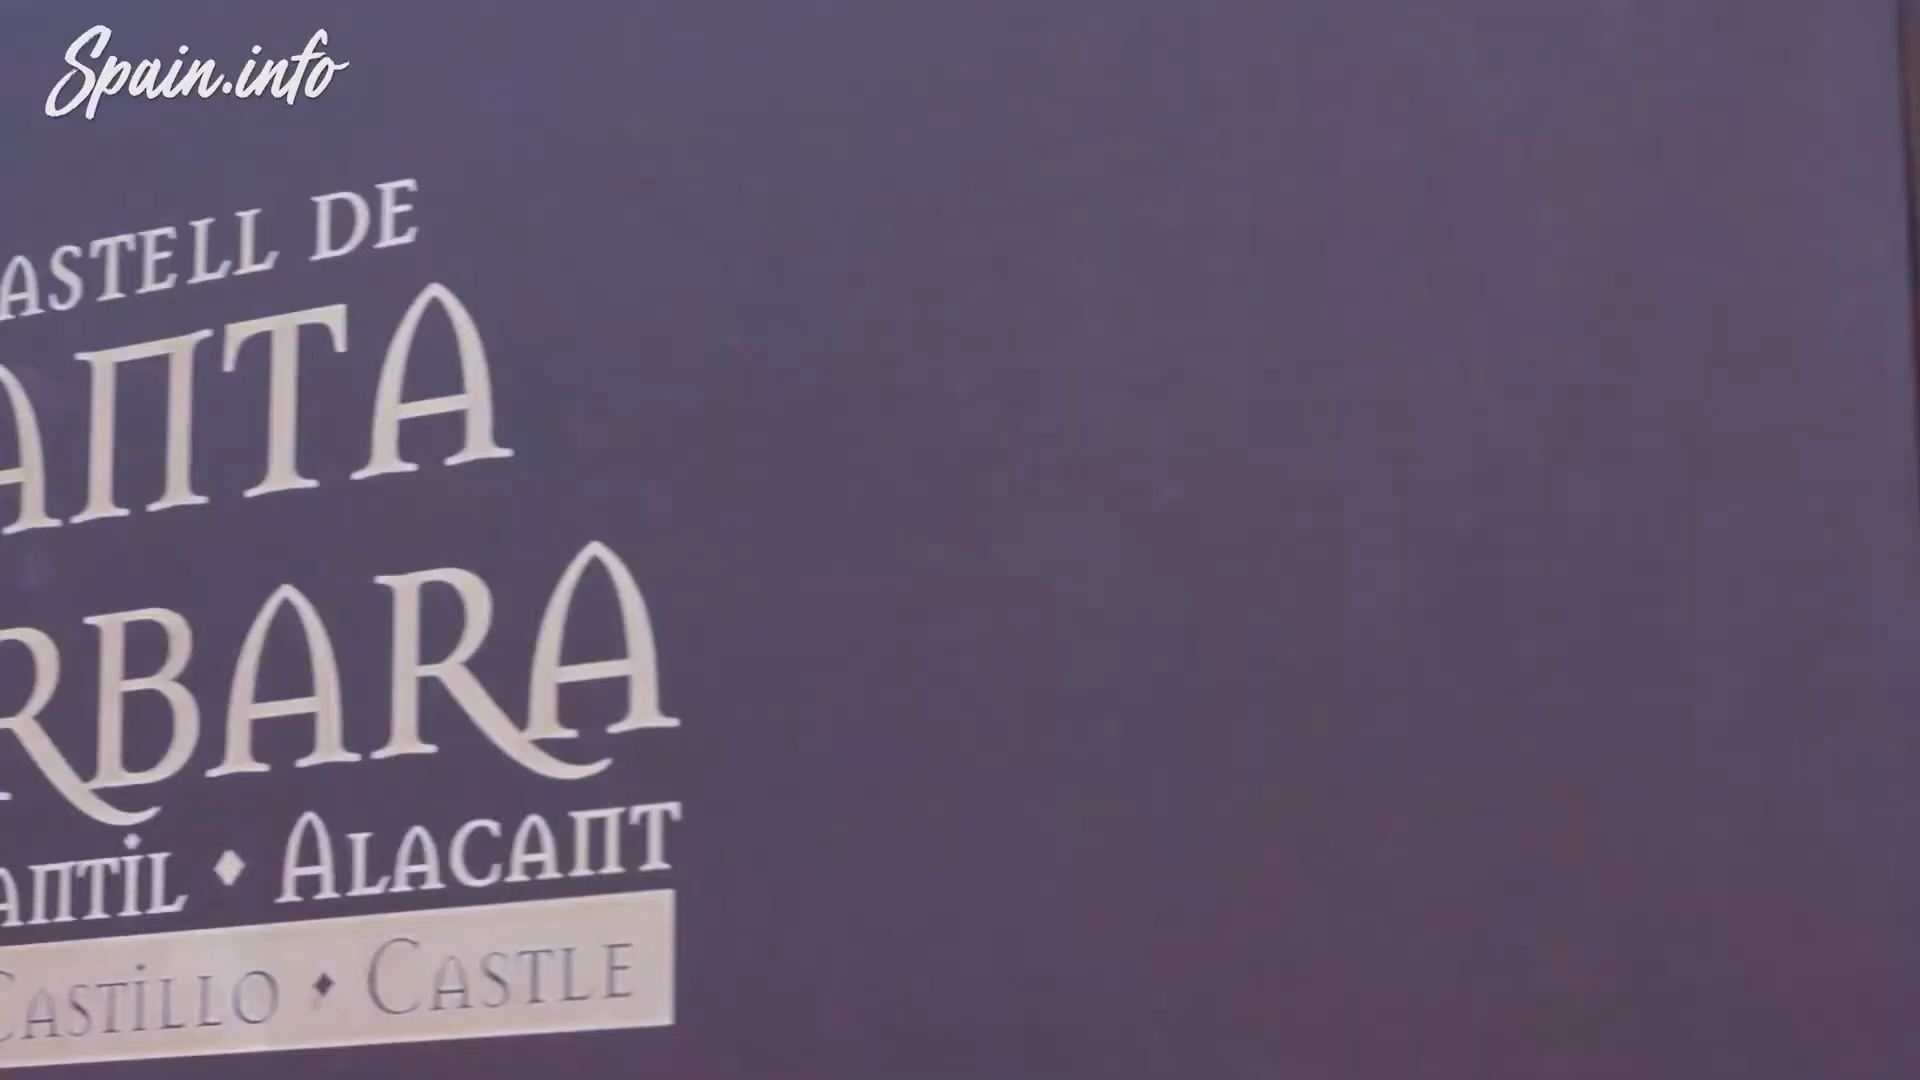 Spain.info
ASTELL DE
ANTA
RBARA
ANTIL • ALACANT
CASTILLO • CASTLE